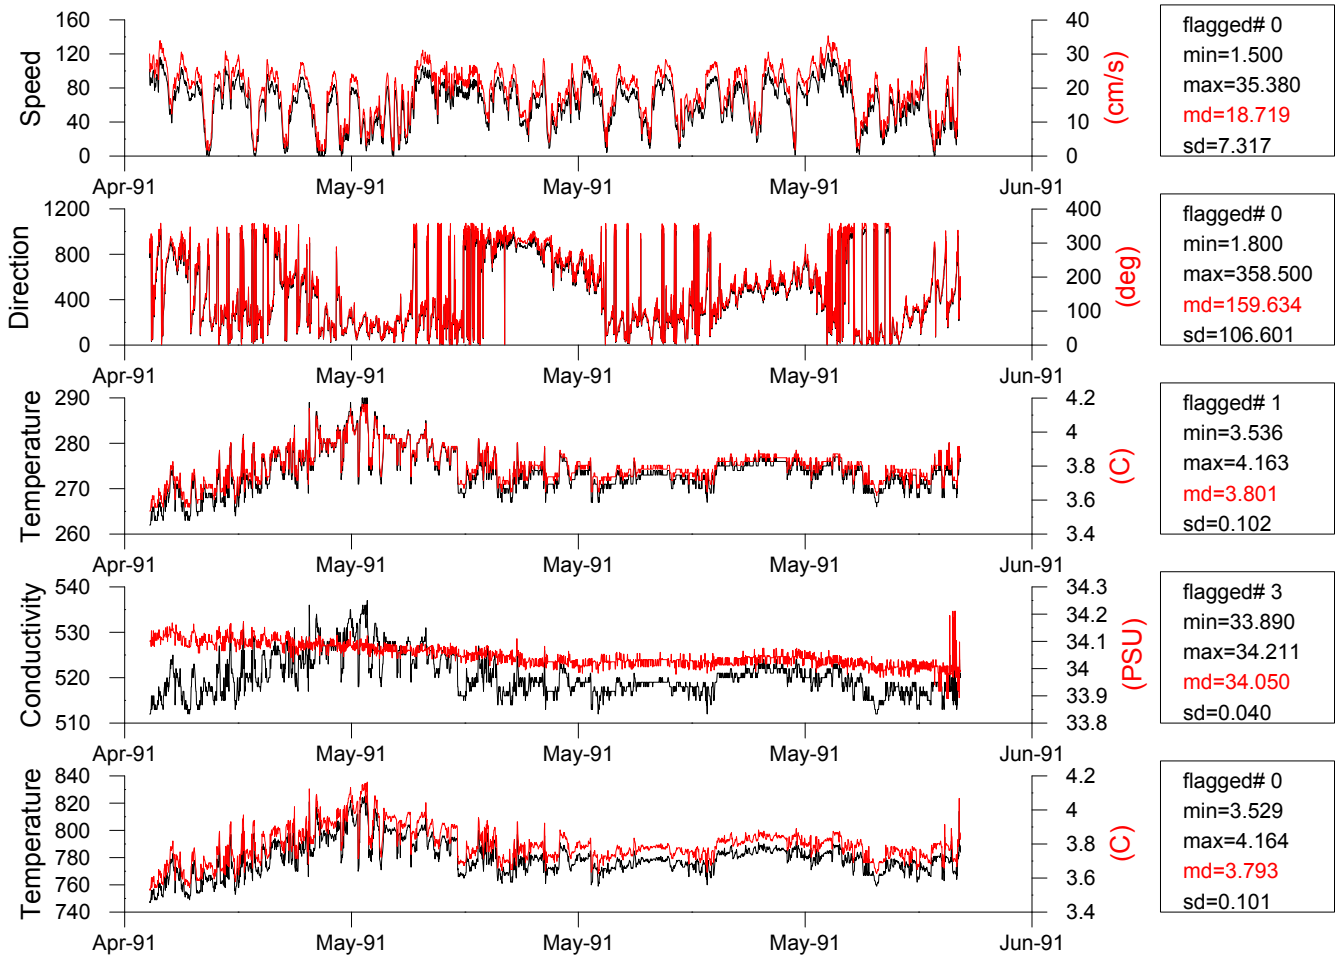 Speed
160
120
80
40
0
40
30
20
10
0
(cm/s)
Apr-91 May-91 May-91 May-91 Jun-91
flagged# 0
min=1.500
max=35.380
md=18.719
sd=7.317
Direction
1200
800
400
0
400
300
200
100
0
(deg)
Apr-91 May-91 May-91 May-91 Jun-91
flagged# 0
min=1.800
max=358.500
md=159.634
sd=106.601
Temperature
290
280
270
260
4.2
4
3.8
3.6
3.4
(C)
Apr-91 May-91 May-91 May-91 Jun-91
flagged# 1
min=3.536
max=4.163
md=3.801
sd=0.102
Conductivity
540
530
520
510
34.3
34.2
34.1
34
33.9
33.8
(PSU)
Apr-91 May-91 May-91 May-91 Jun-91
flagged# 3
min=33.890
max=34.211
md=34.050
sd=0.040
Temperature
840
820
800
780
760
740
4.2
4
3.8
3.6
3.4
(C)
Apr-91 May-91 May-91 May-91 Jun-91
flagged# 0
min=3.529
max=4.164
md=3.793
sd=0.101